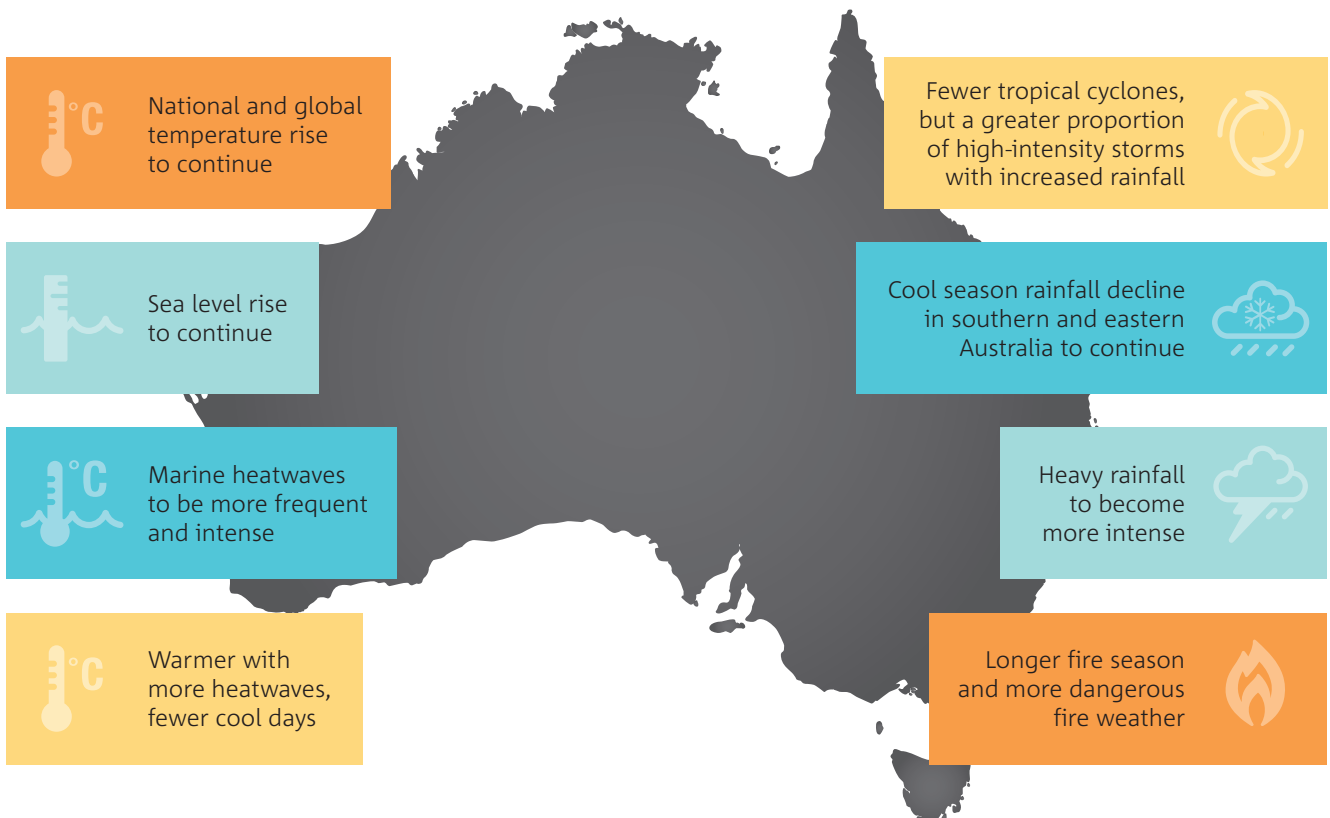 °C
National and global
temperature rise
to continue
Sea level rise
to continue
°C
Marine heatwaves
to be more frequent
and intense
°C
Warmer with
more heatwaves,
fewer cool days
Fewer tropical cyclones,
but a greater proportion
of high-intensity storms
with increased rainfall
Cool season rainfall decline
in southern and eastern
Australia to continue
Heavy rainfall
to become
more intense
Longer fire season
and more dangerous
fire weather